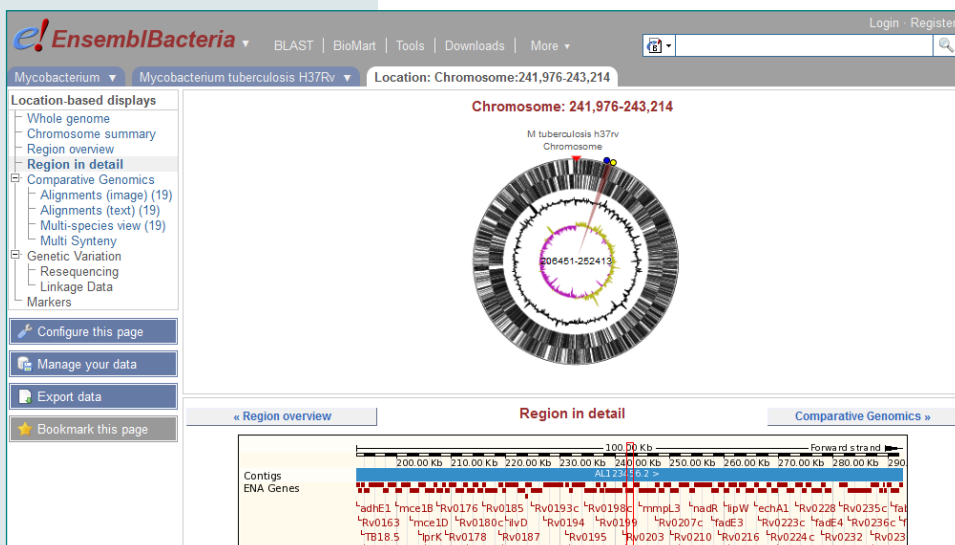 Login · Register
e! EnsemblBacteria ▼ BLAST | BioMart | Tools | Downloads | More ▼
Mycobacterium ▼ Mycobacterium tuberculosis H37Rv ▼ Location: Chromosome:241,976-243,214
Location-based displays
Whole genome
Chromosome summary
Region overview
Region in detail
Comparative Genomics
Alignments (image) (19)
Alignments (text) (19)
Multi-species view (19)
Multi Synteny
Genetic Variation
Resequencing
Linkage Data
Markers
Configure this page
Manage your data
Export data
Bookmark this page
Chromosome: 241,976-243,214
M tuberculosis h37rv
Chromosome
206451-252413
« Region overview
Region in detail
Comparative Genomics »
100.00 Kb Forward strand
200.00 Kb 210.00 Kb 220.00 Kb 230.00 Kb 240.00 Kb 250.00 Kb 260.00 Kb 270.00 Kb 280.00 Kb 290.
Contigs AL123456.2 >
ENA Genes
adhE1 mce1B Rv0176 Rv0185 Rv0193c Rv0198c mmpL3 nadR lipW echA1 Rv0228 Rv0235c
Rv0163 mce1D Rv0180c ilvD Rv0194 Rv0199 Rv0207c fadE3 Rv0223c fadE4 Rv0236c
TB18.5 lprK Rv0178 Rv0187 Rv0195 Rv0203 Rv0210 Rv0216 Rv0224c Rv0232 Rv023